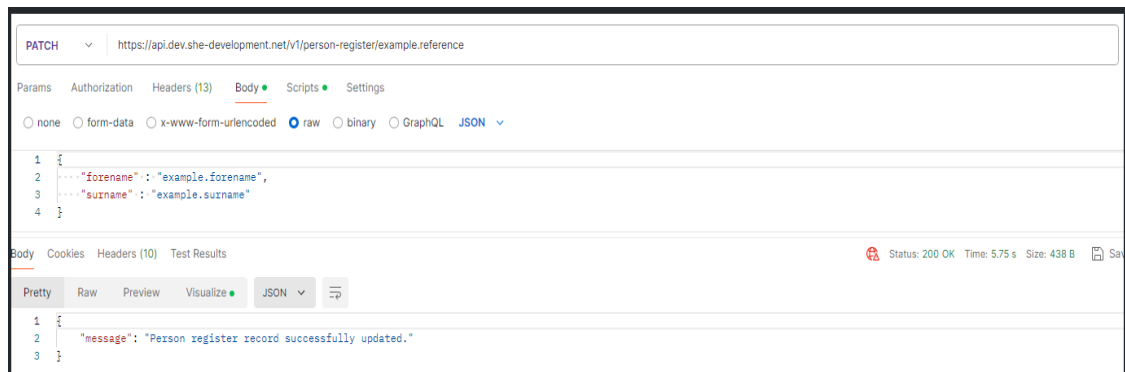 PATCH https://api.dev.she-development.net/v1/person-register/example.reference
Params Authorization Headers (13) Body Scripts Settings
none form-data x-www-form-urlencoded raw binary GraphQL JSON
1 {
2 "forename" : "example.forename",
3 "surname" : "example.surname"
4 }
Body Cookies Headers (10) Test Results Status: 200 OK Time: 5.75 s Size: 438 B Sav
Pretty Raw Preview Visualize JSON
1 {
2 "message": "Person register record successfully updated."
3 }